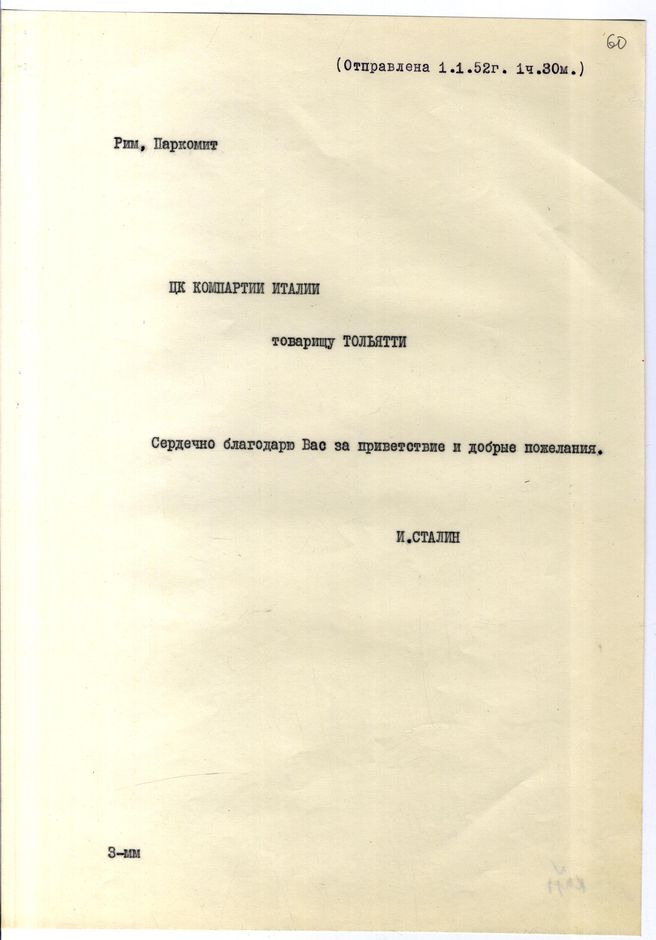 60
(Отправлена 1.1.52г. 1ч.30м.)
Рим, Паркомит
ЦК КОМПАРТИИ ИТАЛИИ
товарищу ТОЛЬЯТТИ
Сердечно благодарю Вас за приветствие и добрые пожелания.
И.СТАЛИН
3-мм